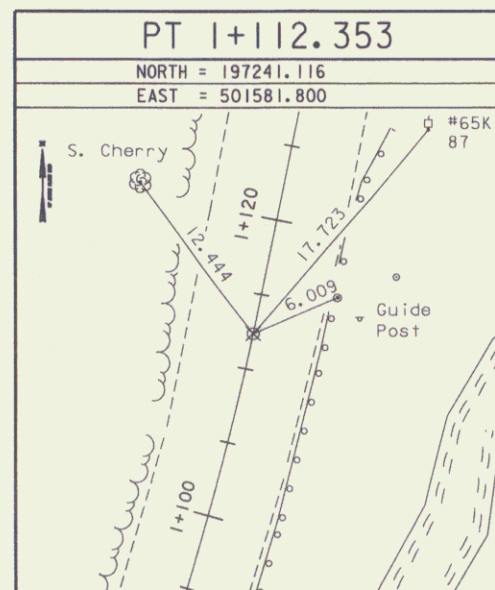 PT 1+112.353
NORTH = 197241.116
EAST = 501581.800
#65K
87
S. Cherry
1+120
17.723
12.444
6.009
Guide
Post
1+100